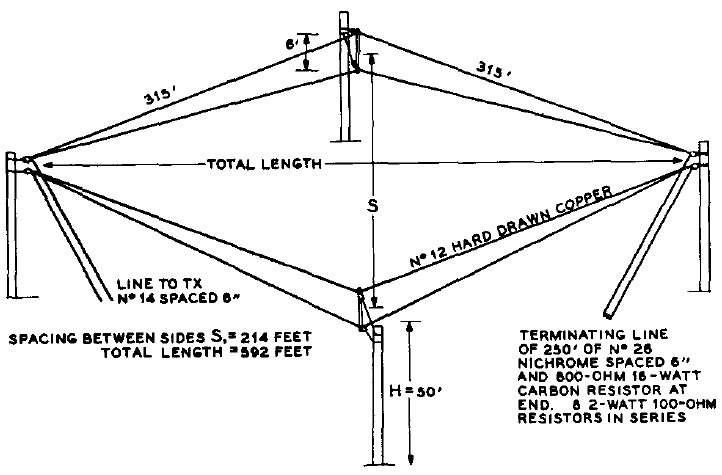 6'
315'
315'
TOTAL LENGTH
S
Nº 12 HARD DRAWN COPPER
LINE TO TX
Nº 14 SPACED 6"
SPACING BETWEEN SIDES S,= 214 FEET
TOTAL LENGTH = 592 FEET
H=50'
TERMINATING LINE
OF 250' OF Nº 26
NICHROME SPACED 6"
AND 800-OHM 16-WATT
CARBON RESISTOR AT
END. 8 2-WATT 100-OHM
RESISTORS IN SERIES